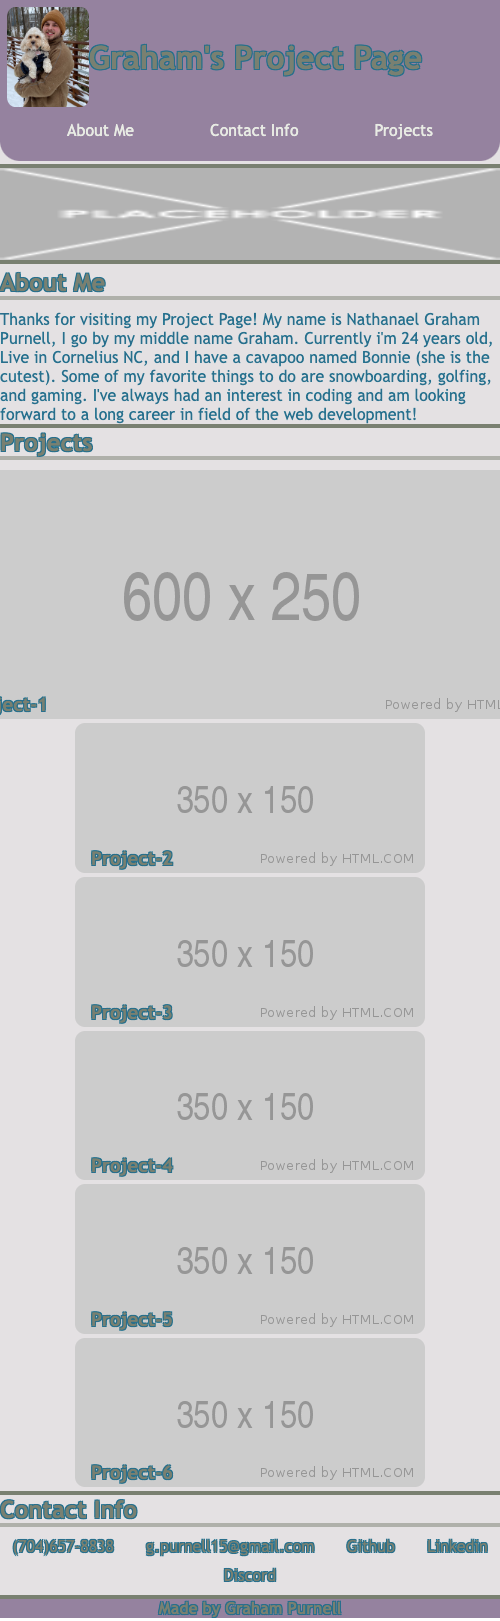 Graham's Project Page
About Me Contact Info Projects
PLACEHOLDER
About Me
Thanks for visiting my Project Page! My name is Nathanael Graham
Purnell, I go by my middle name Graham. Currently i'm 24 years old,
Live in Cornelius NC, and I have a cavapoo named Bonnie (she is the
cutest). Some of my favorite things to do are snowboarding, golfing,
and gaming. I've always had an interest in coding and am looking
forward to a long career in field of the web development!
Projects
600 x 250
ject-1 Powered by HTML
350 x 150
Project-2 Powered by HTML.COM
350 x 150
Project-3 Powered by HTML.COM
350 x 150
Project-4 Powered by HTML.COM
350 x 150
Project-5 Powered by HTML.COM
350 x 150
Project-6 Powered by HTML.COM
Contact Info
(704)657-8838 g.purnell15@gmail.com Github Linkedin
Discord
Made by Graham Purnell